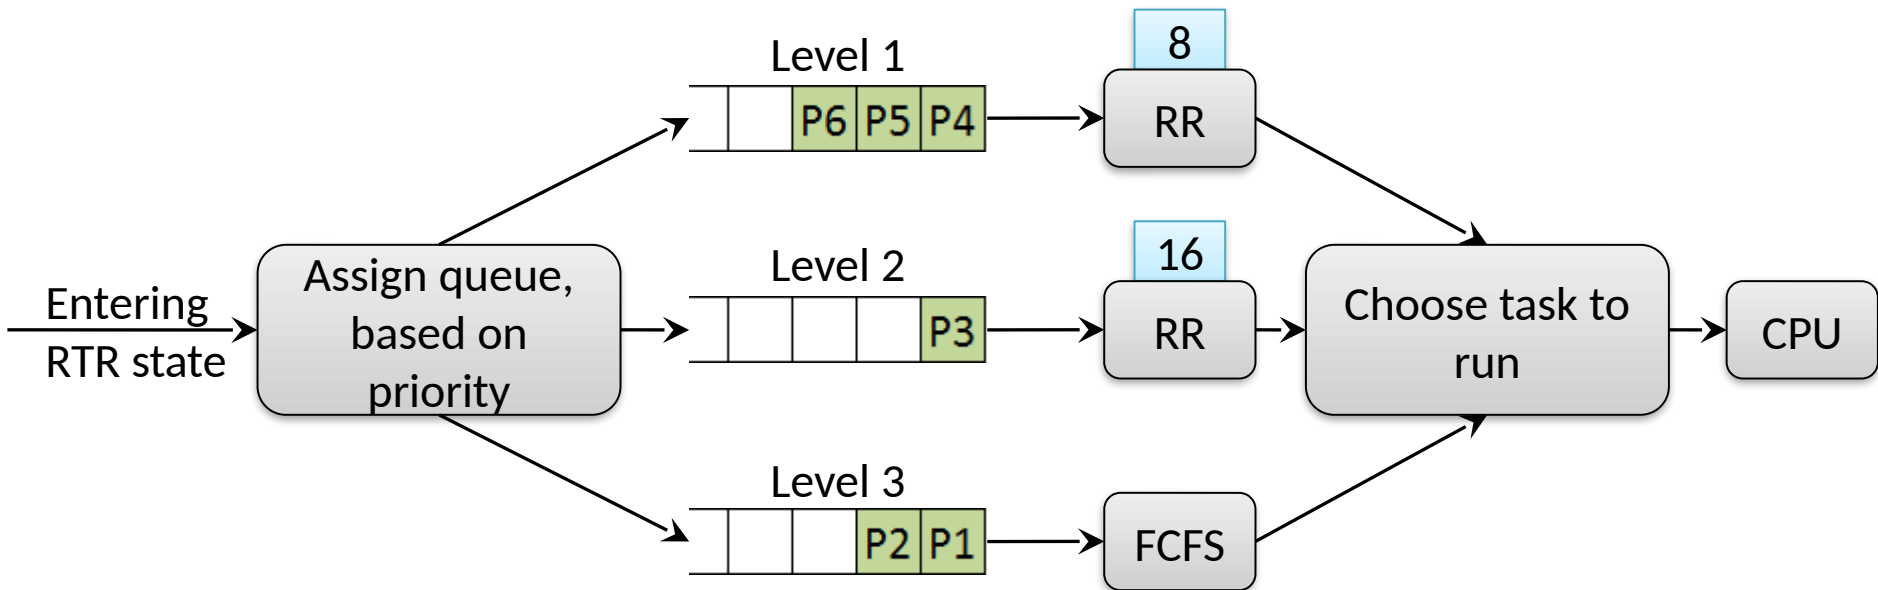 Level 1
8
P6 P5 P4
RR
Entering
RTR state
Assign queue,
based on
priority
Level 2
16
P3
RR
Choose task to
run
CPU
Level 3
P2 P1
FCFS